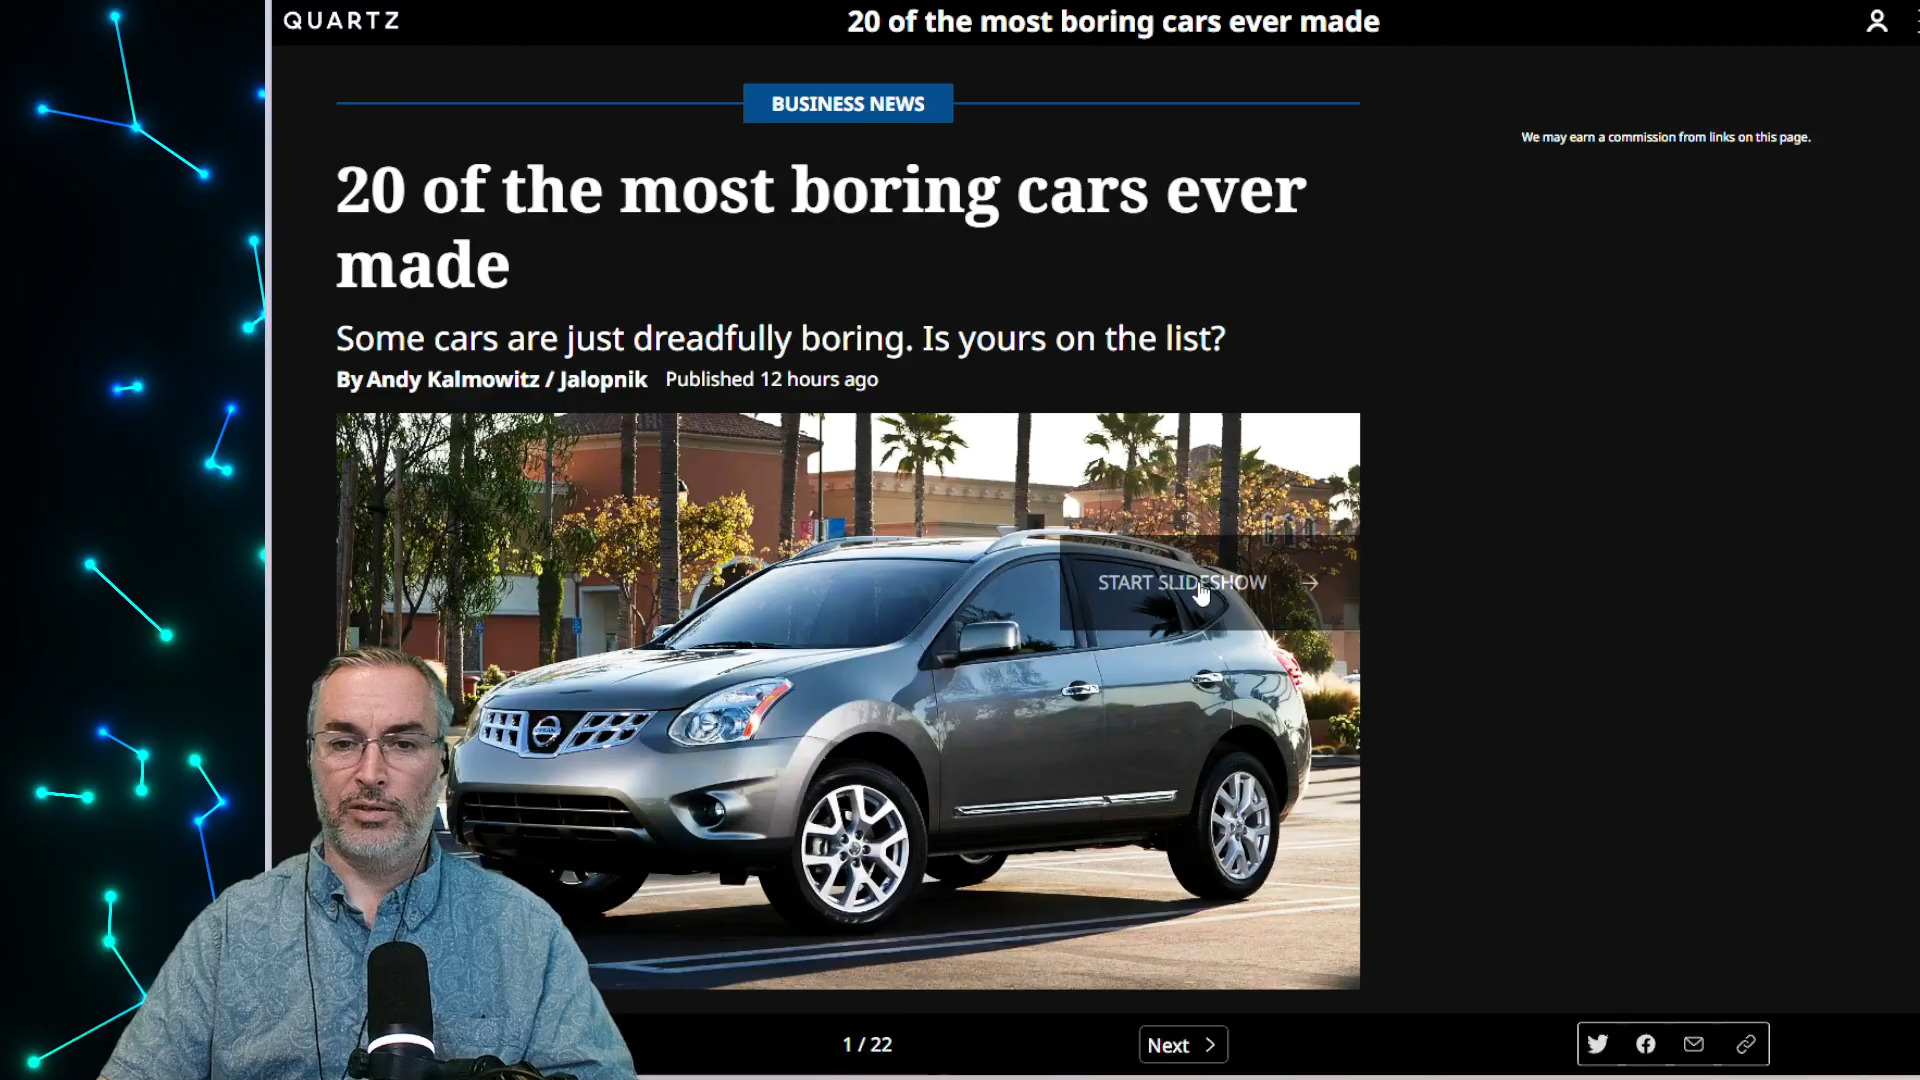 QUARTZ
20 of the most boring cars ever made
BUSINESS NEWS
We may earn a commission from links on this page.
20 of the most boring cars ever
made
Some cars are just dreadfully boring. Is yours on the list?
By Andy Kalmowitz / Jalopnik Published 12 hours ago
START SLIDESHOW
NISSAN
1 / 22
Next